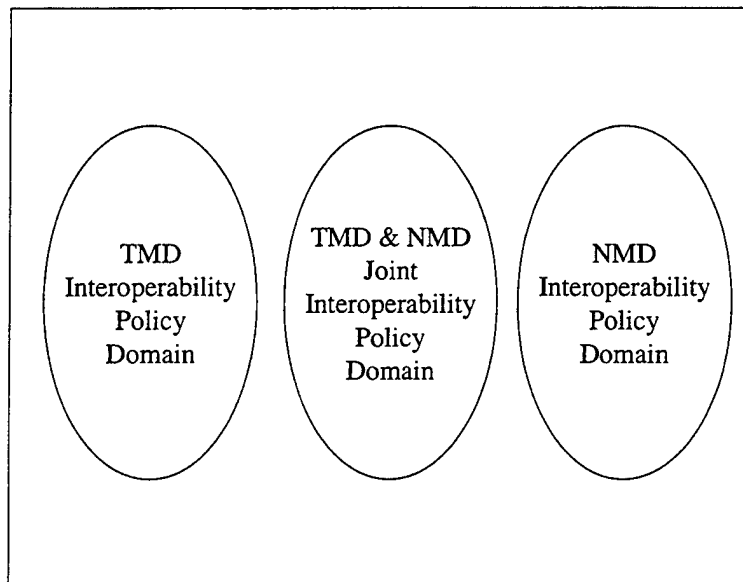 TMD
Interoperability
Policy
Domain
TMD & NMD
Joint
Interoperability
Policy
Domain
NMD
Interoperability
Policy
Domain